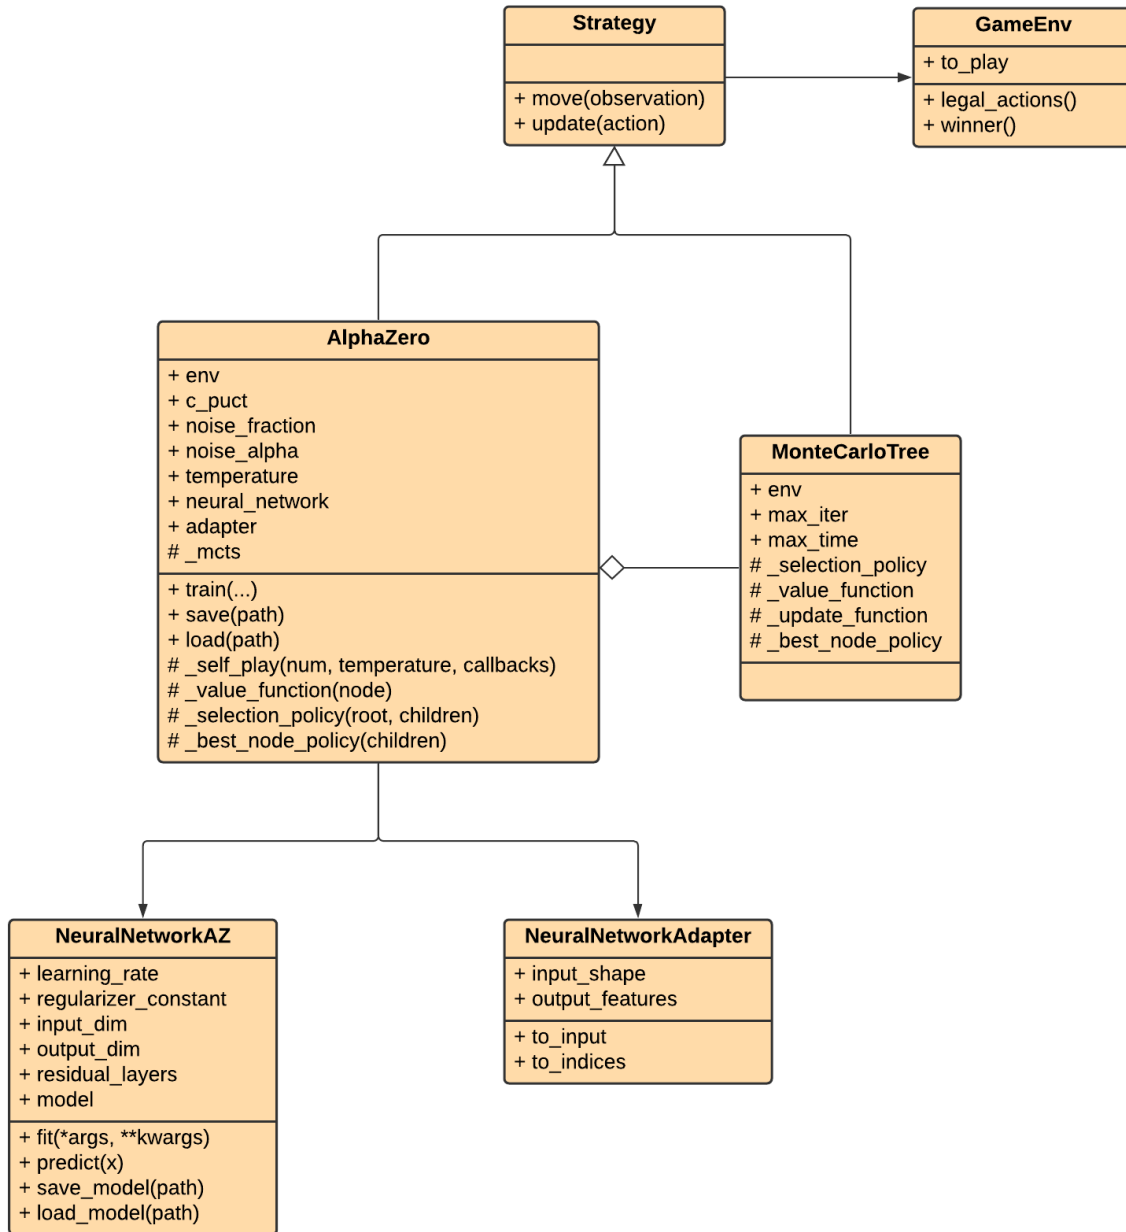 Strategy
+ move(observation)
+ update(action)
GameEnv
+ to_play
+ legal_actions()
+ winner()
AlphaZero
+ env
+ c_puct
+ noise_fraction
+ noise_alpha
+ temperature
+ neural_network
+ adapter
# _mcts
+ train(...)
+ save(path)
+ load(path)
# _self_play(num, temperature, callbacks)
# _value_function(node)
# _selection_policy(root, children)
# _best_node_policy(children)
MonteCarloTree
+ env
+ max_iter
+ max_time
# _selection_policy
# _value_function
# _update_function
# _best_node_policy
NeuralNetworkAZ
+ learning_rate
+ regularizer_constant
+ input_dim
+ output_dim
+ residual_layers
+ model
+ fit(*args, **kwargs)
+ predict(x)
+ save_model(path)
+ load_model(path)
NeuralNetworkAdapter
+ input_shape
+ output_features
+ to_input
+ to_indices